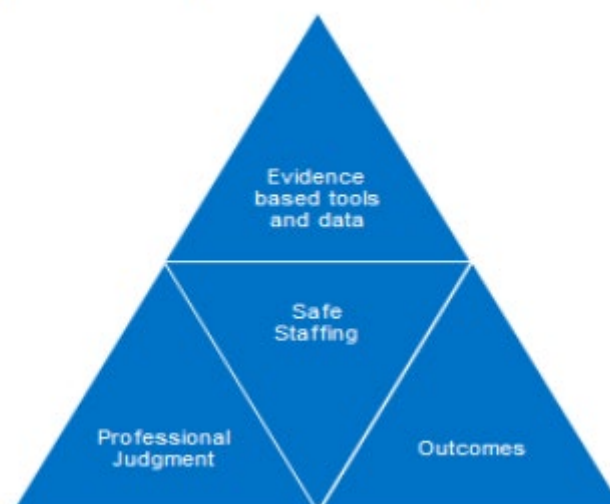 Evidence
based tools
and data
Safe
Staffing
Professional
Judgment
Outcomes